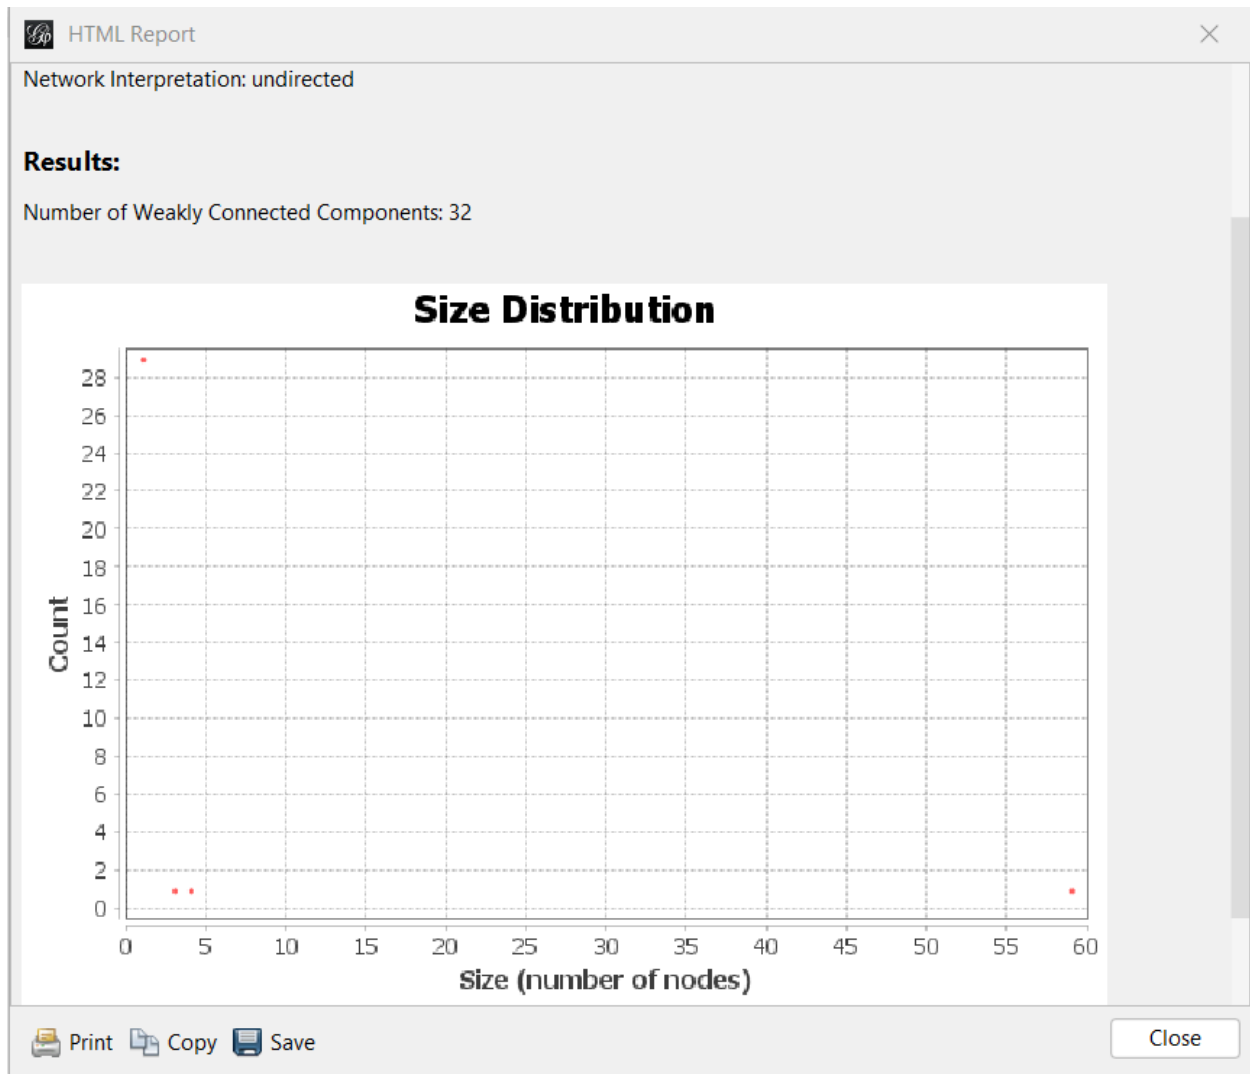 HTML Report
Network Interpretation: undirected
Results:
Number of Weakly Connected Components: 32
Size Distribution
28
26
24
22
20
18
16
14
12
10
8
6
4
2
0
Count
0 5 10 15 20 25 30 35 40 45 50 55 60
Size (number of nodes)
Print Copy Save Close